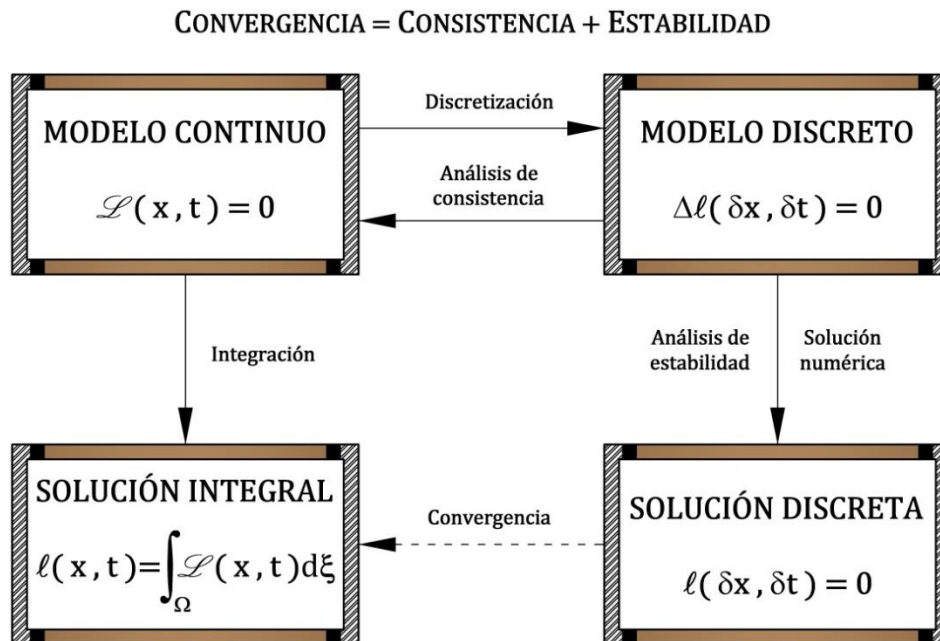 CONVERGENCIA = CONSISTENCIA + ESTABILIDAD
MODELO CONTINUO
ℒ(x,t) = 0
Discretización
Análisis de
consistencia
MODELO DISCRETO
Δℓ(δx,δt) = 0
Integración
Análisis de
estabilidad
Solución
numérica
SOLUCIÓN INTEGRAL
ℓ(x,t)=∫ℒ(x,t)dξ
Ω
Convergencia
SOLUCIÓN DISCRETA
ℓ(δx,δt) = 0